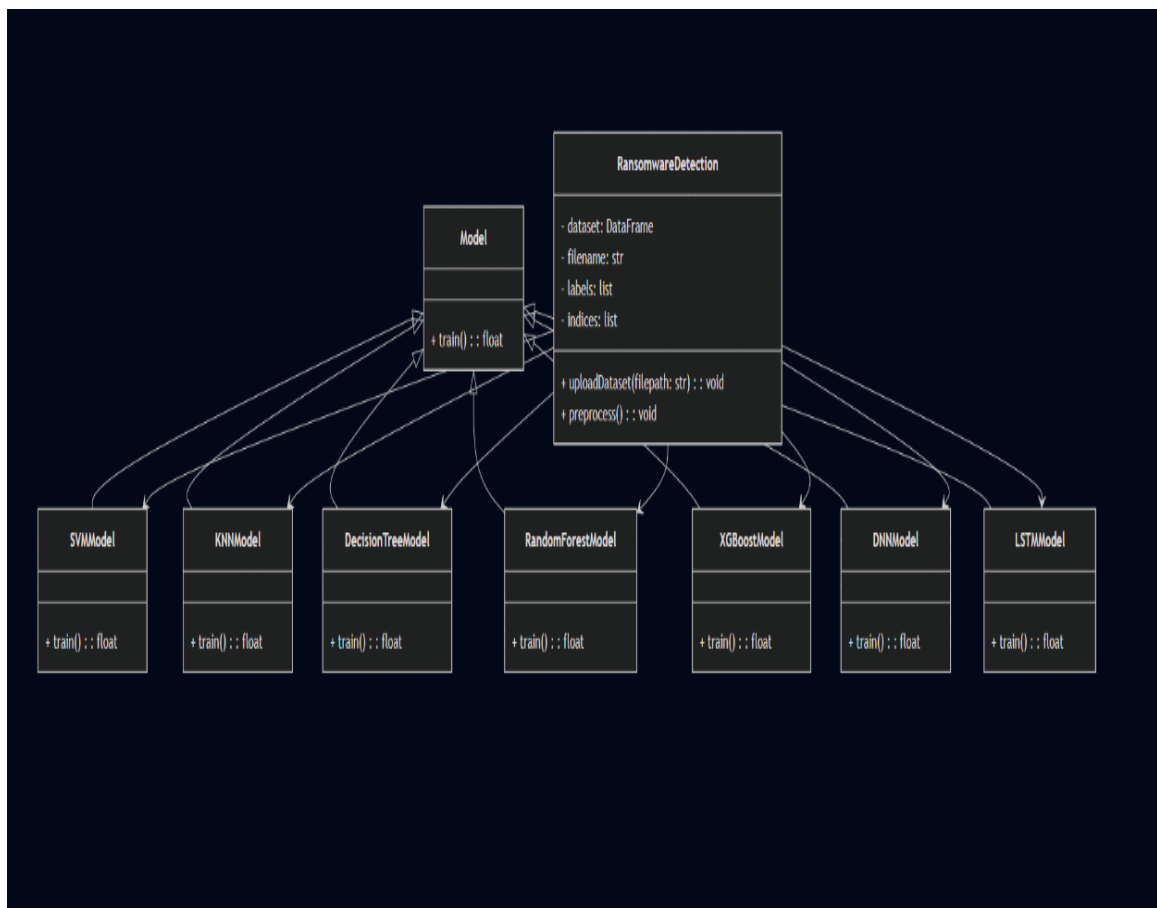 RansomwareDetection
- dataset: DataFrame
- filename: str
- labels: list
- indices: list
+ uploadDataset(filepath: str) : : void
+ preprocess() : : void
Model
+ train() : : float
SVMModel
+ train() : : float
KNNModel
+ train() : : float
DecisionTreeModel
+ train() : : float
RandomForestModel
+ train() : : float
XGBoostModel
+ train() : : float
DNNModel
+ train() : : float
LSTMModel
+ train() : : float